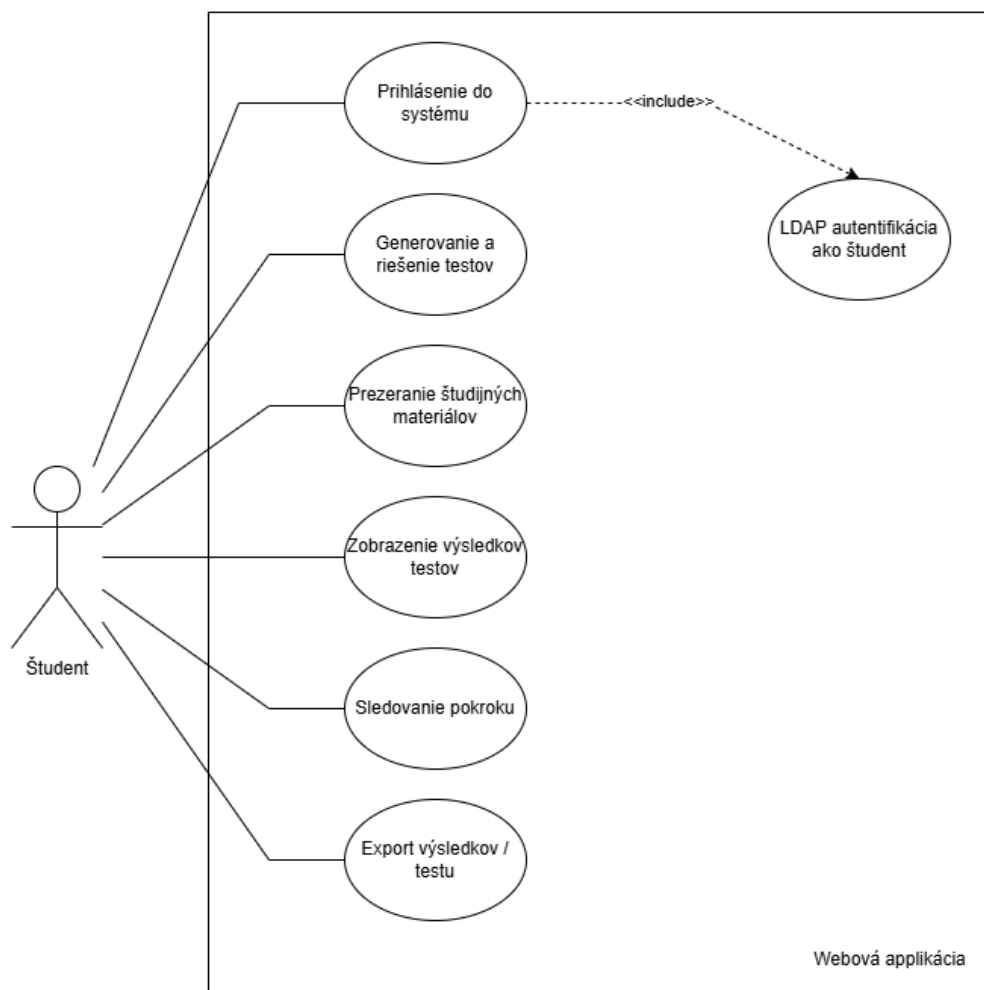 Prihlásenie do
systému
<<include>>
LDAP autentifikácia
ako študent
Generovanie a
riešenie testov
Prezeranie študijných
materiálov
Zobrazenie výsledkov
testov
Študent
Sledovanie pokroku
Export výsledkov /
testu
Webová applikácia